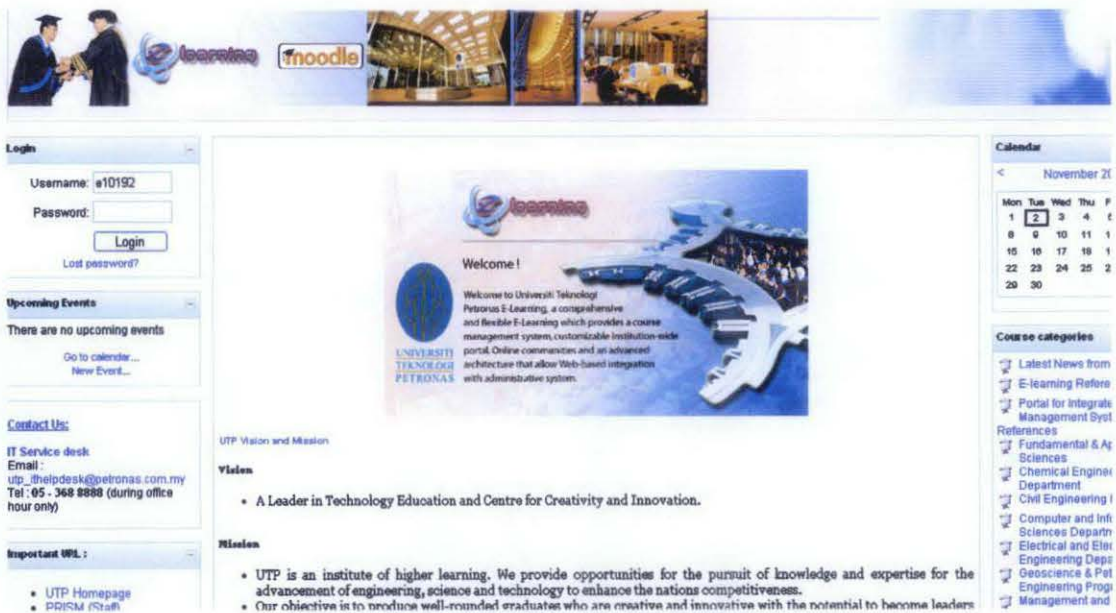 e learning
moodle
Login
Username: e10192
Password:
Login
Lost password?
Upcoming Events
There are no upcoming events
Go to calendar...
New Event...
Contact Us:
IT Service desk
Email :
utp_ithelpdesk@petronas.com.my
Tel : 05 - 368 8888 (during office
hour only)
Important URL :
UTP Homepage
PRISM (Staff)
e learning
Welcome !
Welcome to Universiti Teknologi
Petronas E-Learning, a comprehensive
and flexible E-Learning which provides a course
management system, customizable institution-wide
portal. Online communities and an advanced
architecture that allow Web-based integration
with administrative system.
UNIVERSITI
TEKNOLOGI
PETRONAS
UTP Vision and Mission
Vision
• A Leader in Technology Education and Centre for Creativity and Innovation.
Mission
• UTP is an institute of higher learning. We provide opportunities for the pursuit of knowledge and expertise for the
advancement of engineering, science and technology to enhance the nations competitiveness.
• Our objective is to produce well-rounded graduates who are creative and innovative with the potential to become leaders
Calendar
< November 20
Mon Tue Wed Thu F
1 2 3 4 5
8 9 10 11 1
15 16 17 18 1
22 23 24 25 2
29 30
Course categories
Latest News from
E-learning Refere
Portal for Integrate
Management Syst
References
Fundamental & Ap
Sciences
Chemical Enginee
Department
Civil Engineering
Computer and Info
Sciences Departm
Electrical and Elec
Engineering Depa
Geoscience & Pet
Engineering Prog
Management and